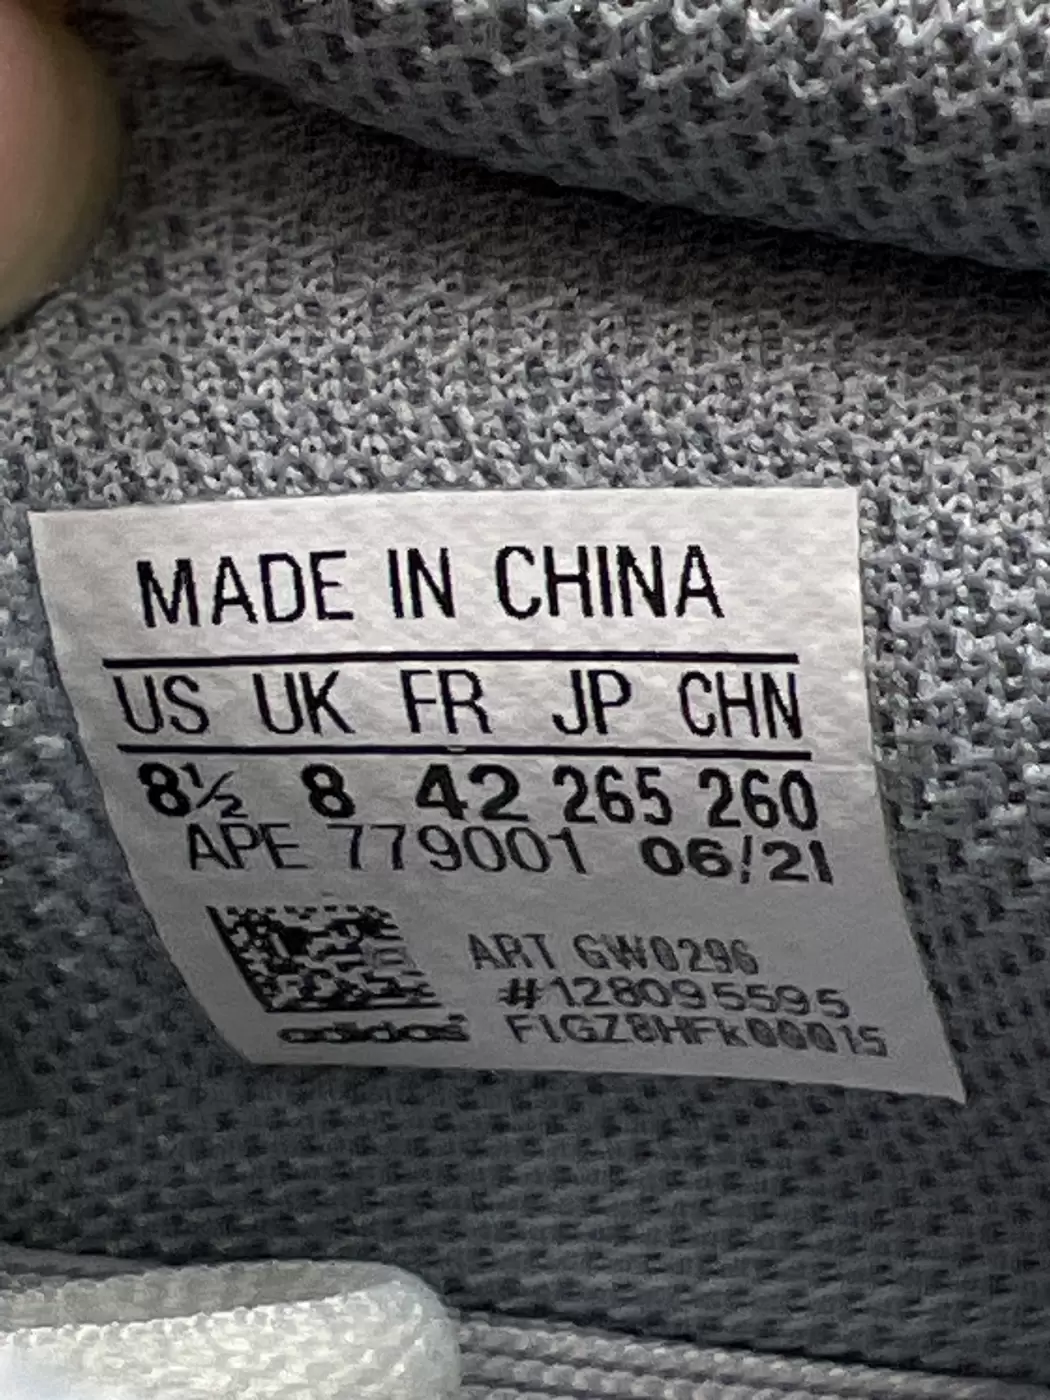 MADE IN CHINA
US UK FR JP CHN
8½ 8 42 265 260
APE 779001 06/21
ART GW0296
#128095595
F1GZ8HFK00015
adidas